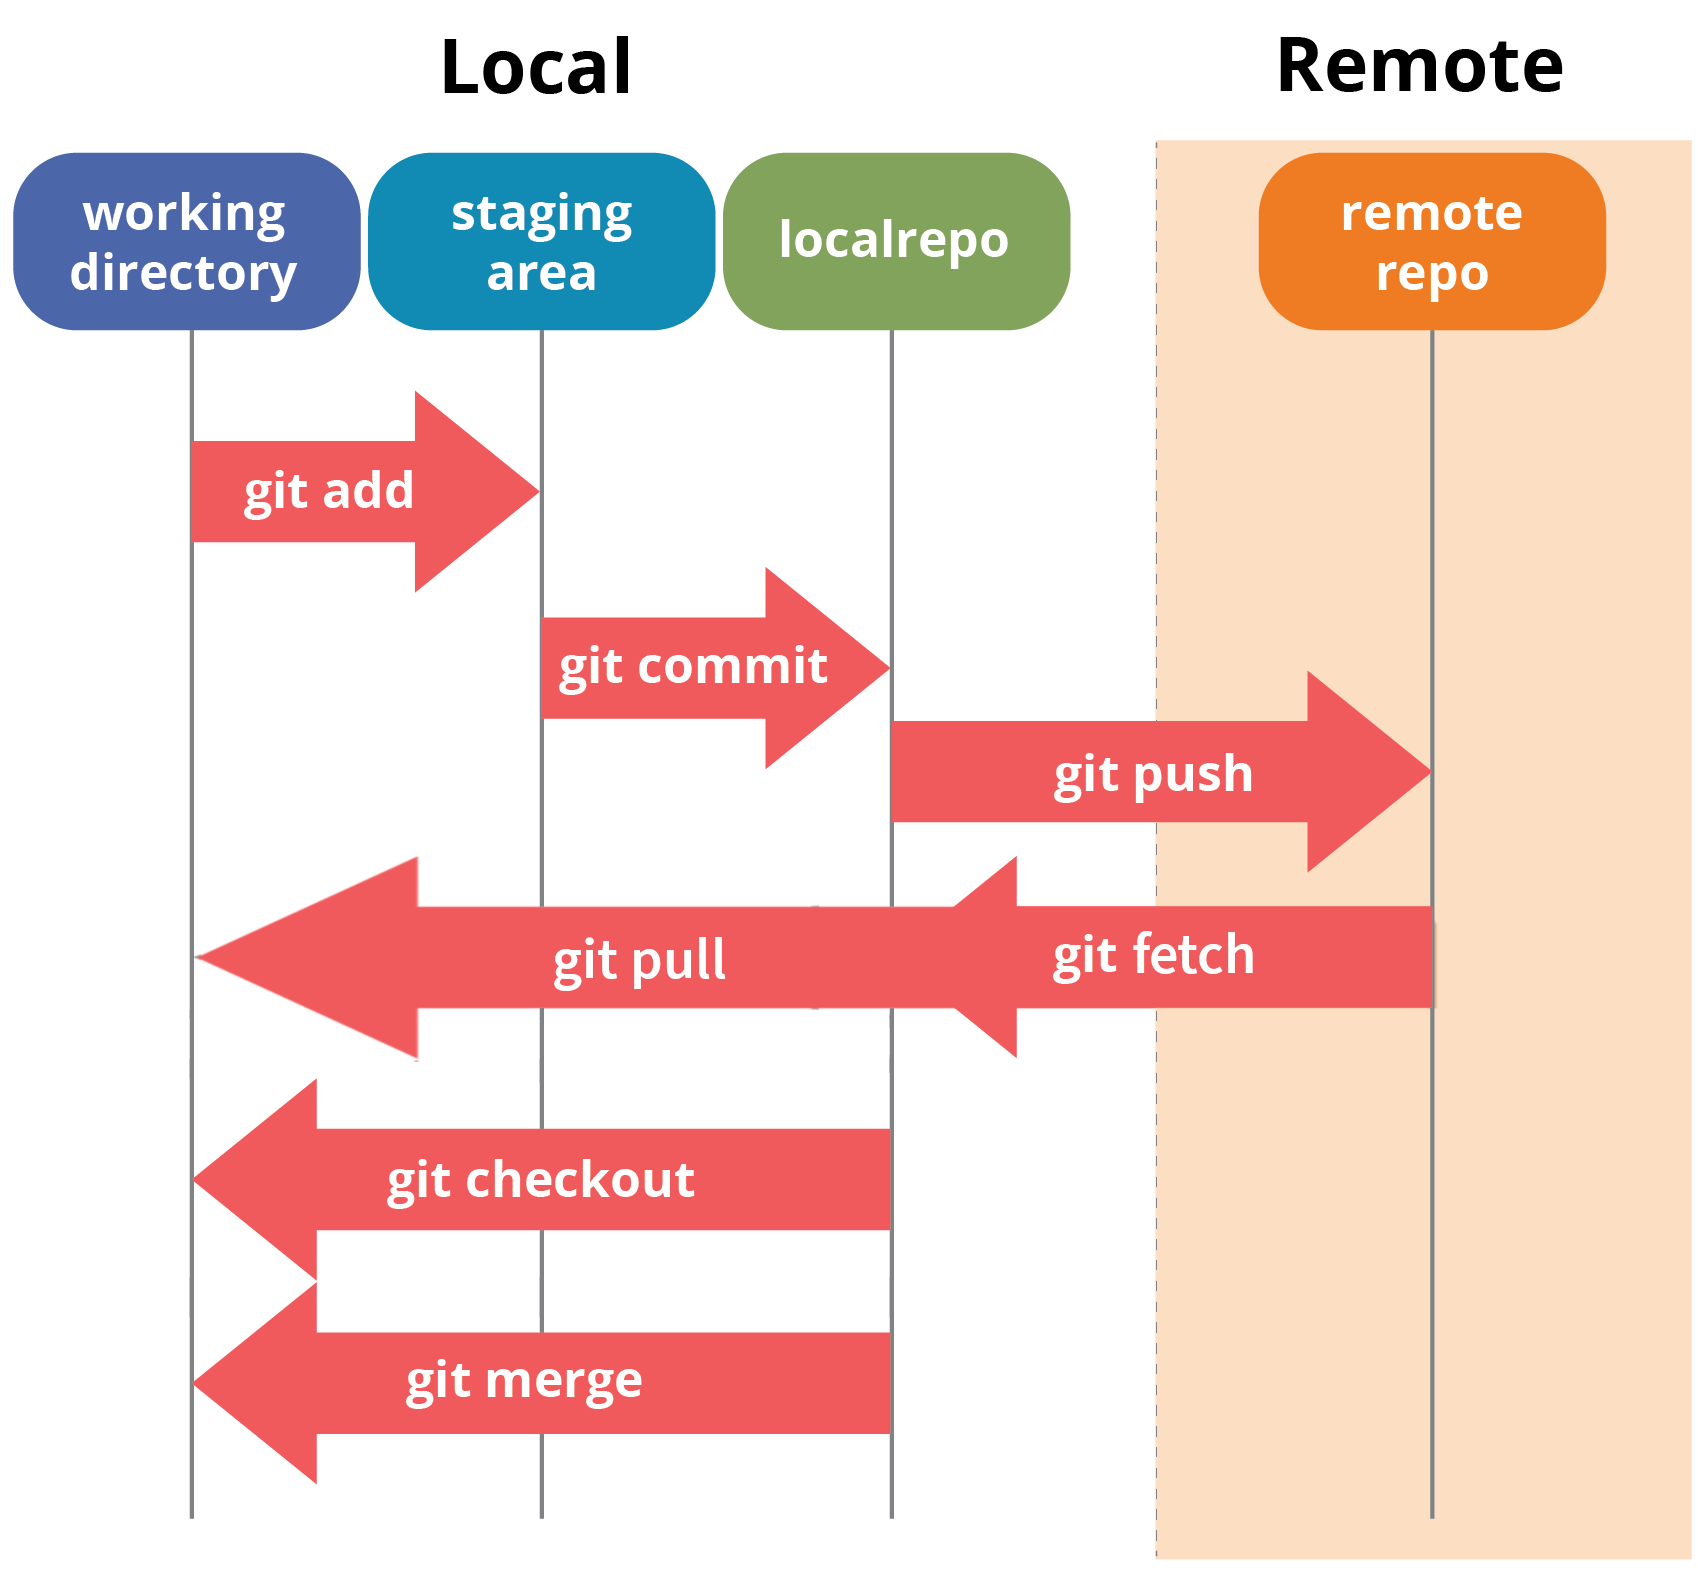 Local
Remote
working
directory
staging
area
localrepo
remote
repo
git add
git commit
git push
git pull
git fetch
git checkout
git merge